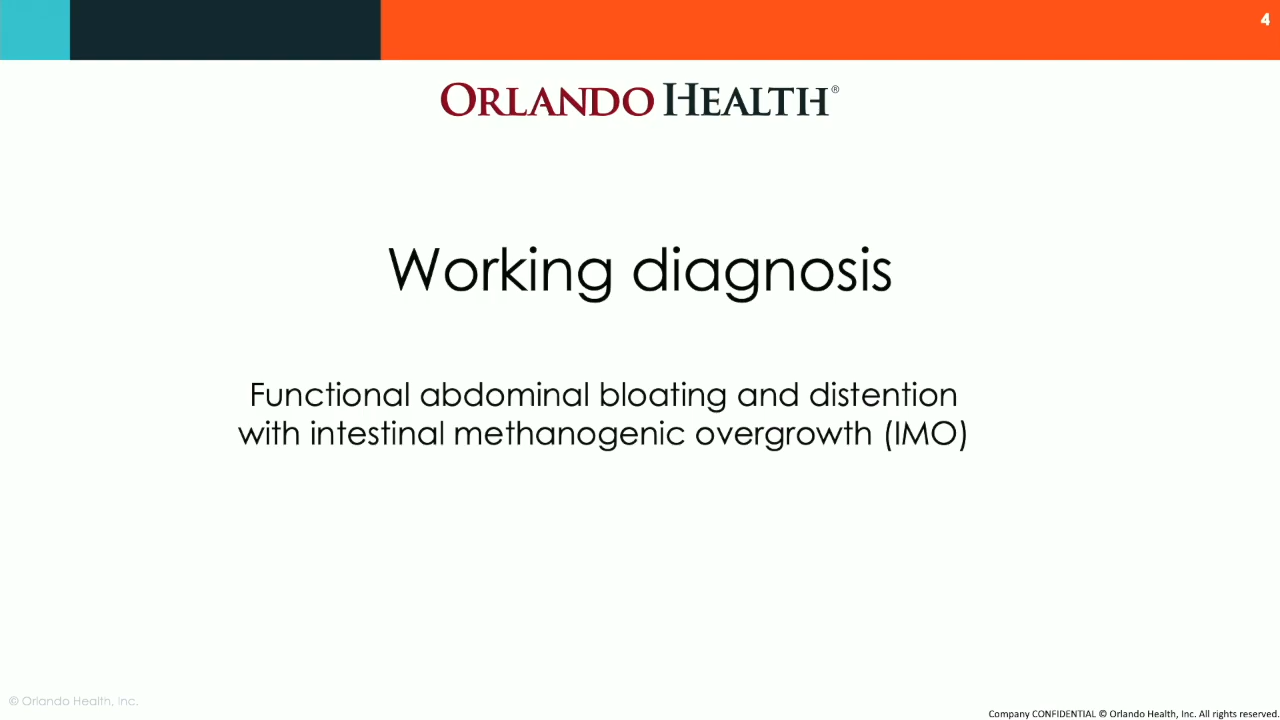 4
ORLANDO HEALTH®
Working diagnosis
Functional abdominal bloating and distention
with intestinal methanogenic overgrowth (IMO)
© Orlando Health, Inc.
Company CONFIDENTIAL © Orlando Health, Inc. All rights reserved.